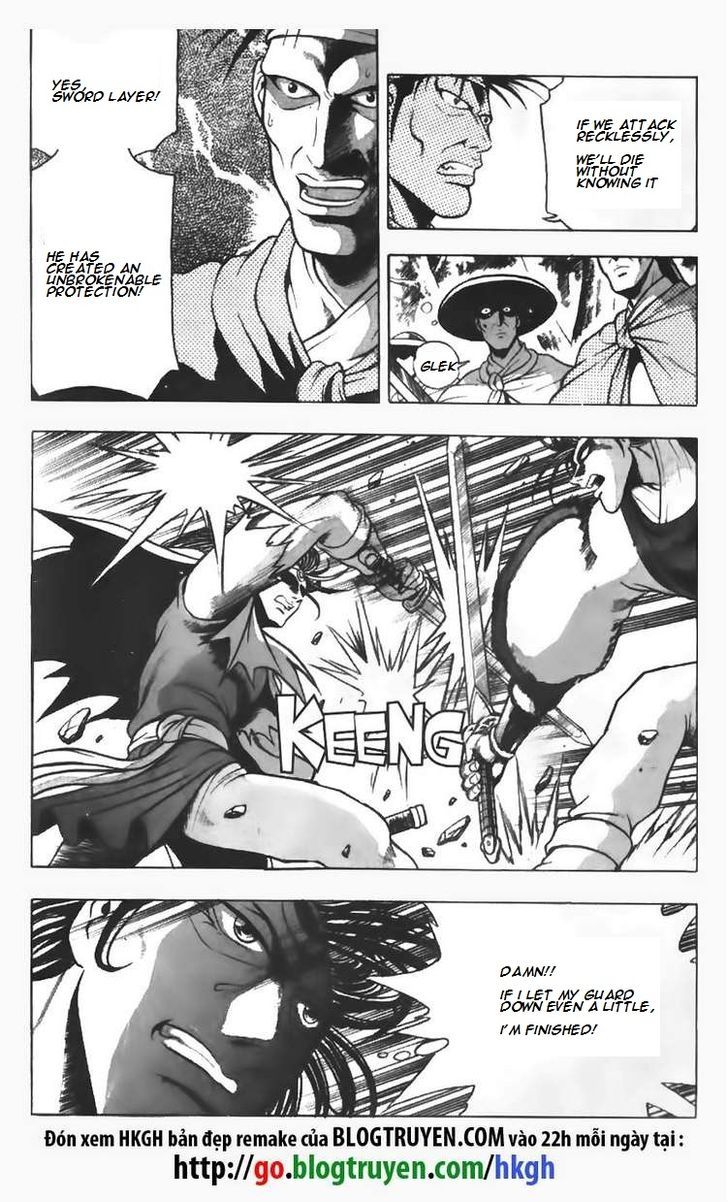 YES,
SWORD LAYER!
HE HAS
CREATED AN
UNBROKENABLE
PROTECTION!
IF WE ATTACK
RECKLESSLY,
WE'LL DIE
WITHOUT
KNOWING IT
GLEK
KEENG
DAMN!!
IF I LET MY GUARD
DOWN EVEN A LITTLE,
I'M FINISHED!
Đón xem HKGH bản đẹp remake của BLOGTRUYEN.COM vào 22h mỗi ngày tại :
http://go.blogtruyen.com/hkgh